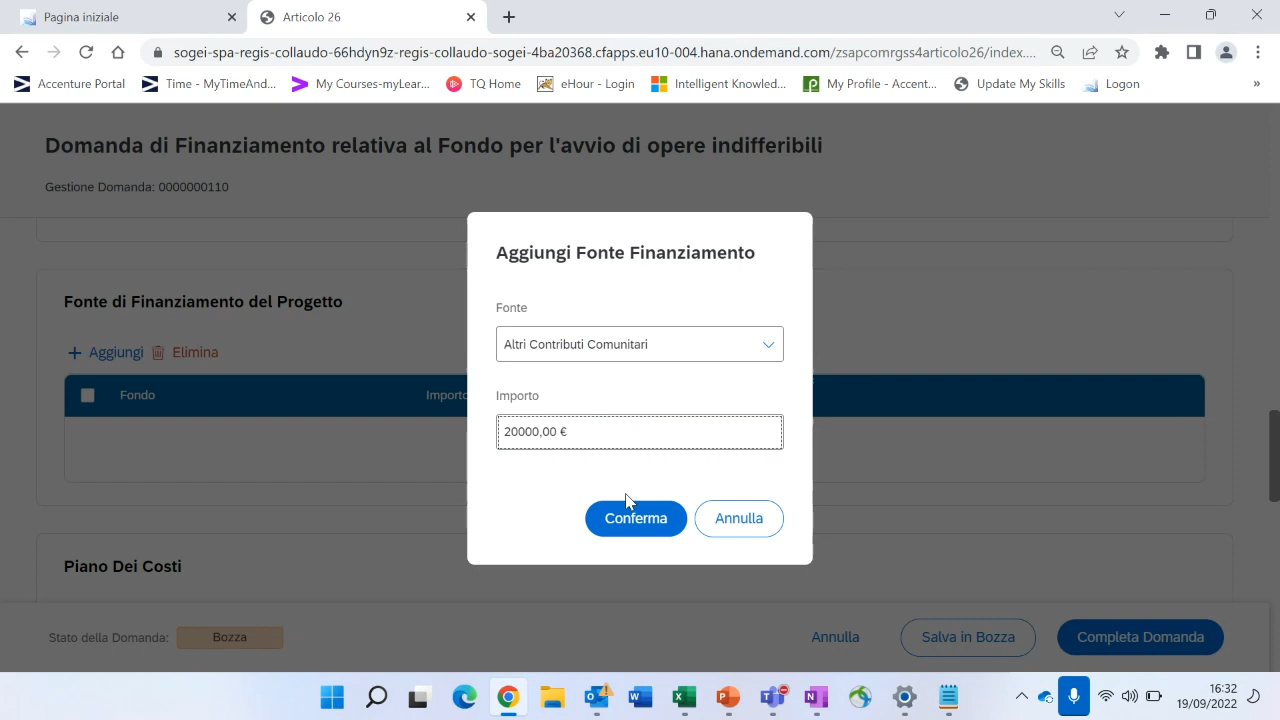 Pagina iniziale
Articolo 26
sogei-spa-regis-collaudo-66hdyn9z-regis-collaudo-sogei-4ba20368.cfapps.eu10-004.hana.ondemand.com/zsapcomrgss4articolo26/index....
Accenture Portal
Time - MyTimeAnd...
My Courses-myLear...
TQ Home
eHour - Login
Intelligent Knowled...
My Profile - Accent...
Update My Skills
Logon
»
Domanda di Finanziamento relativa al Fondo per l'avvio di opere indifferibili
Gestione Domanda: 0000000110
Aggiungi Fonte Finanziamento
Fonte
Altri Contributi Comunitari
Importo
20000,00 €
Conferma
Annulla
Fonte di Finanziamento del Progetto
Aggiungi
Elimina
Fondo
Importo
Piano Dei Costi
Stato della Domanda:
Bozza
Annulla
Salva in Bozza
Completa Domanda
16:32
19/09/2022